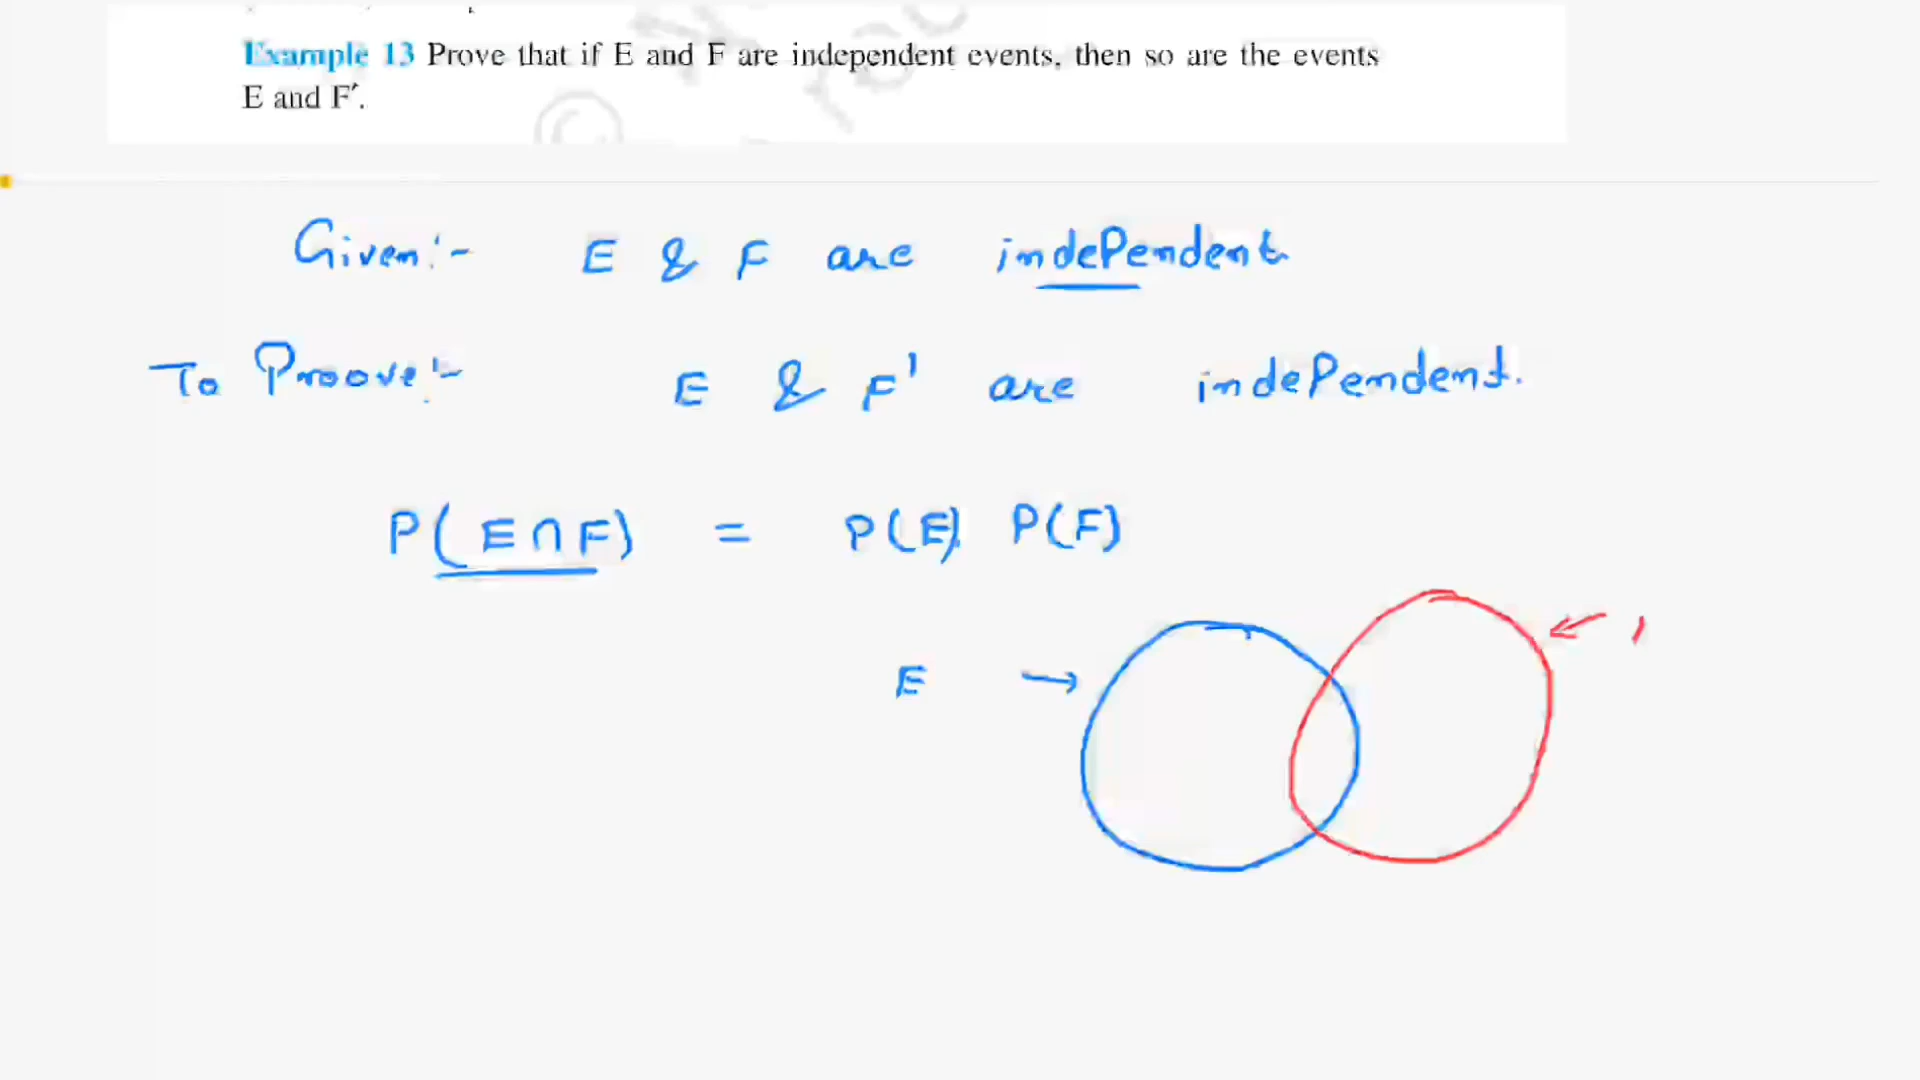 Example 13 Prove that if E and F are independent events, then so are the events
E and F′.
Given:- E & F are independent
To Proove:- E & F' are independent.
P(E∩F) = P(E). P(F)
E →